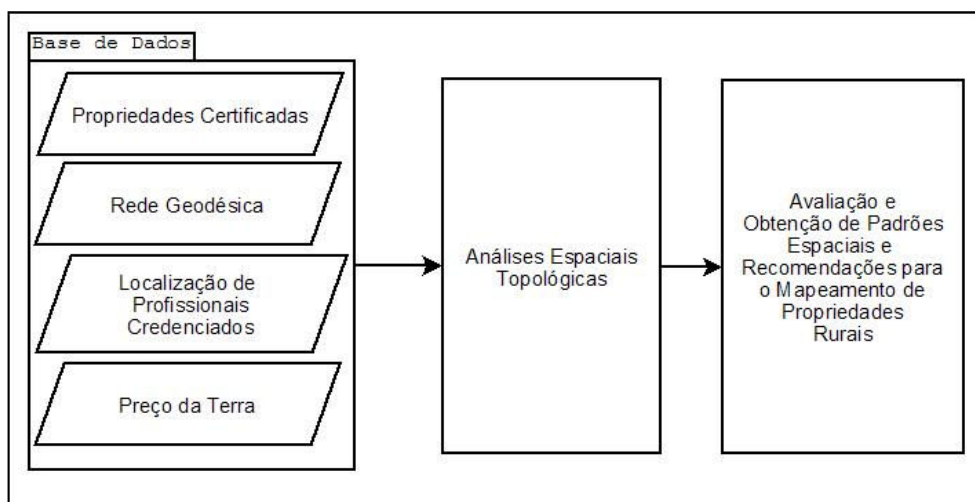 Base de Dados
Propriedades Certificadas
Rede Geodésica
Localização de
Profissionais
Credenciados
Preço da Terra
Análises Espaciais
Topológicas
Avaliação e
Obtenção de Padrões
Espaciais e
Recomendações para
o Mapeamento de
Propriedades
Rurais